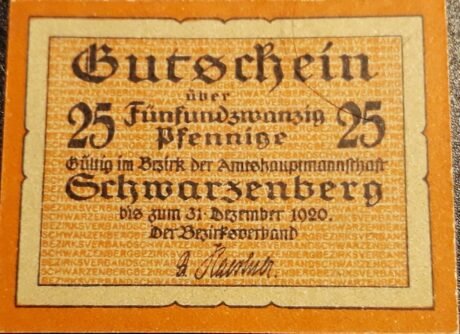 Gutschein
über
25 Fünfundzwanzig 25
Pfennige
Gültig im Bezirk der Amtshauptmannschaft
Schwarzenberg
bis zum 31. Dezember 1920.
Der Bezirksverband